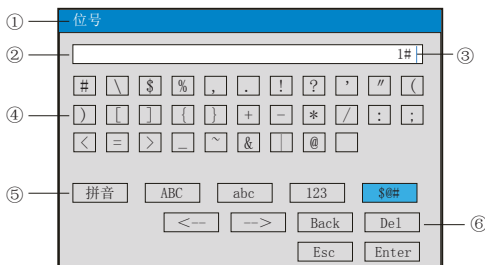 ① 位号
② 1# ③
# \ $ % , . ! ? ' " (
④ ) [ ] { } + - * / : ;
< = > _ ~ & | @
⑤ 拼音 ABC abc 123 $@#
<-- --> Back Del ⑥
Esc Enter